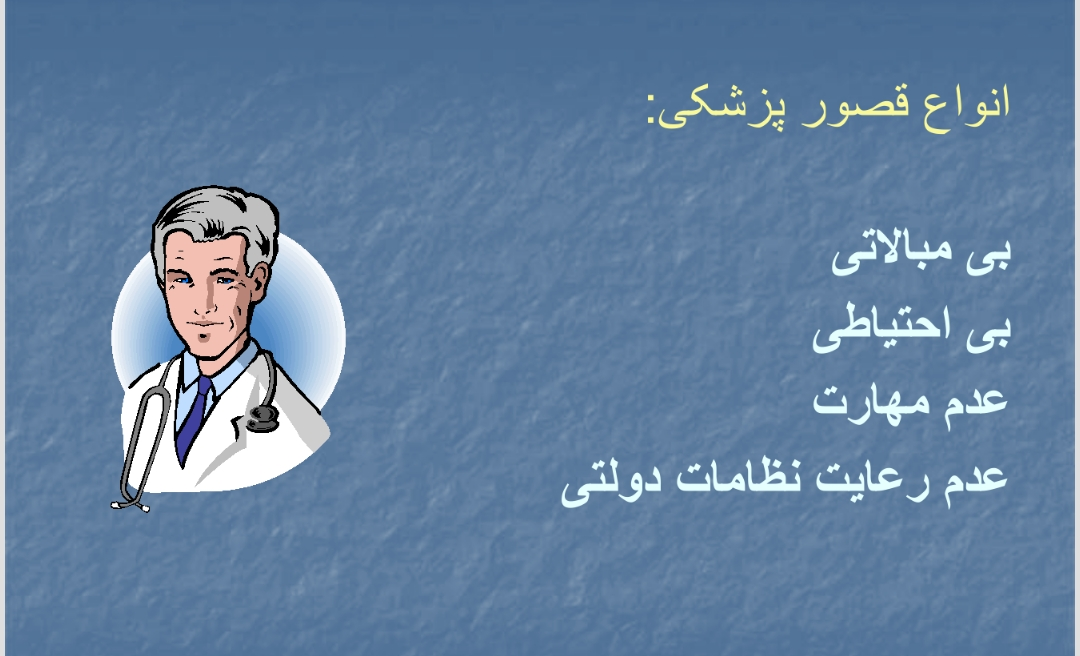 انواع قصور پزشکی:
بی مبالاتی
بی احتیاطی
عدم مهارت
عدم رعایت نظامات دولتی